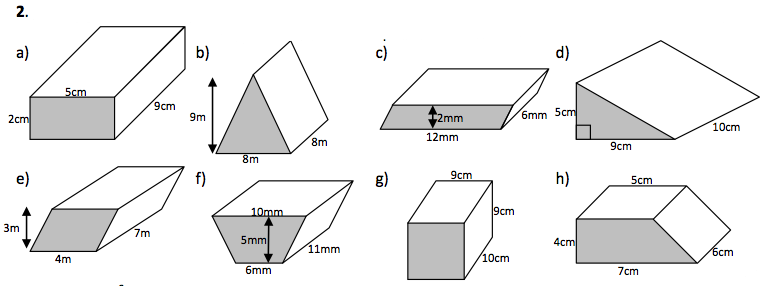 2.
a)
5cm
2cm
9cm
b)
9m
8m
8m
c)
2mm
12mm
6mm
d)
5cm
9cm
10cm
e)
3m
4m
7m
f)
10mm
5mm
6mm
11mm
g)
9cm
9cm
10cm
h)
5cm
4cm
7cm
6cm